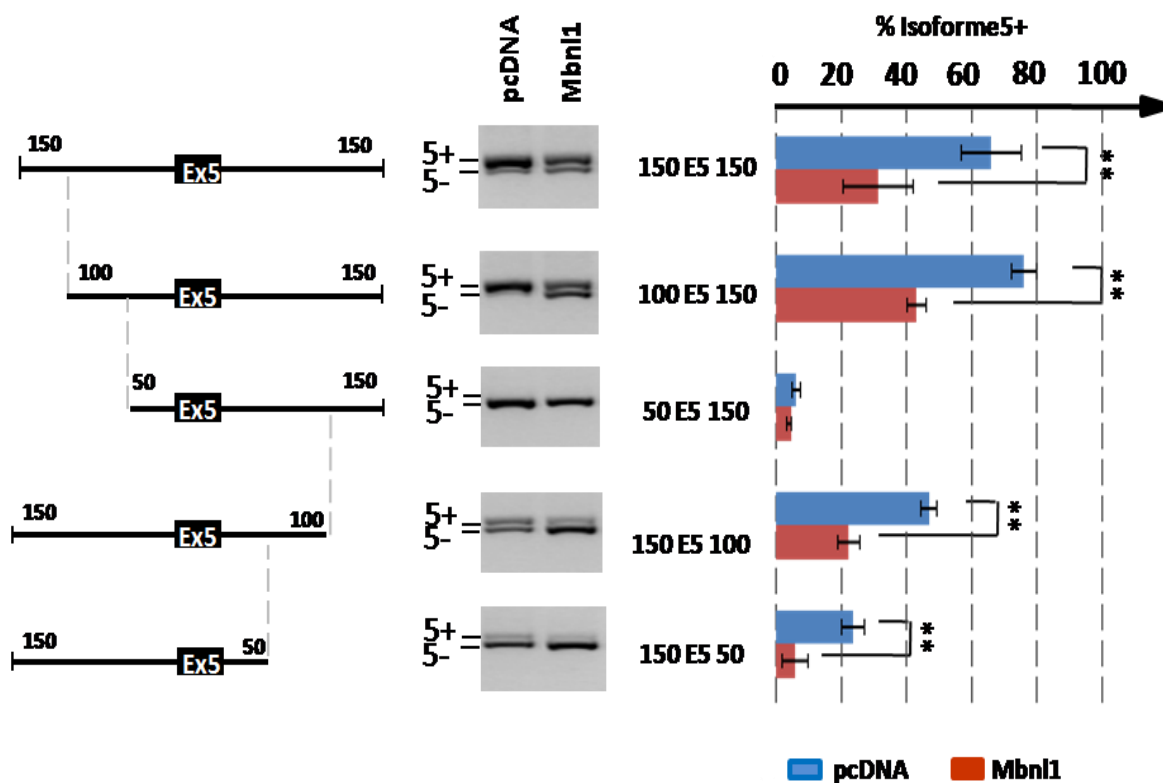 pcDNA
Mbnl1
% Isoforme5+
0 20 40 60 80 100
150 150
Ex5
5+
5-
150 E5 150
**
100 150
Ex5
5+
5-
100 E5 150
**
50 150
Ex5
5+
5-
50 E5 150
150 100
Ex5
5+
5-
150 E5 100
**
150 50
Ex5
5+
5-
150 E5 50
**
pcDNA Mbnl1